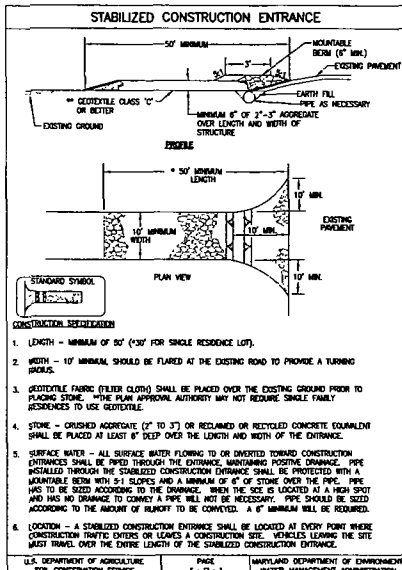 STABILIZED CONSTRUCTION ENTRANCE
50' MINIMUM
MOUNTABLE
BERM (6" MIN.)
3'
5:1
EXISTING PAVEMENT
** GEOTEXTILE CLASS 'C'
OR BETTER
EARTH FILL
PIPE AS NECESSARY
EXISTING GROUND
MINIMUM 6" OF 2"-3" AGGREGATE
OVER LENGTH AND WIDTH OF
STRUCTURE
PROFILE
* 50' MINIMUM
LENGTH
10' MIN.
10' MINIMUM
WIDTH
10' MIN.
EXISTING
PAVEMENT
10' MIN.
STANDARD SYMBOL
PLAN VIEW
CONSTRUCTION SPECIFICATION
1. LENGTH - MINIMUM OF 50' (*30' FOR SINGLE RESIDENCE LOT).
2. WIDTH - 10' MINIMUM, SHOULD BE FLARED AT THE EXISTING ROAD TO PROVIDE A TURNING
RADIUS.
3. GEOTEXTILE FABRIC (FILTER CLOTH) SHALL BE PLACED OVER THE EXISTING GROUND PRIOR TO
PLACING STONE. **THE PLAN APPROVAL AUTHORITY MAY NOT REQUIRE SINGLE FAMILY
RESIDENCES TO USE GEOTEXTILE.
4. STONE - CRUSHED AGGREGATE (2" TO 3") OR RECLAIMED OR RECYCLED CONCRETE EQUIVALENT
SHALL BE PLACED AT LEAST 6" DEEP OVER THE LENGTH AND WIDTH OF THE ENTRANCE.
5. SURFACE WATER - ALL SURFACE WATER FLOWING TO OR DIVERTED TOWARD CONSTRUCTION
ENTRANCES SHALL BE PIPED THROUGH THE ENTRANCE, MAINTAINING POSITIVE DRAINAGE. PIPE
INSTALLED THROUGH THE STABILIZED CONSTRUCTION ENTRANCE SHALL BE PROTECTED WITH A
MOUNTABLE BERM WITH 5:1 SLOPES AND A MINIMUM OF 6" OF STONE OVER THE PIPE. PIPE
HAS TO BE SIZED ACCORDING TO THE DRAINAGE. WHEN THE SCE IS LOCATED AT A HIGH SPOT
AND HAS NO DRAINAGE TO CONVEY A PIPE WILL NOT BE NECESSARY. PIPE SHOULD BE SIZED
ACCORDING TO THE AMOUNT OF RUNOFF TO BE CONVEYED. A 6" MINIMUM WILL BE REQUIRED.
6. LOCATION - A STABILIZED CONSTRUCTION ENTRANCE SHALL BE LOCATED AT EVERY POINT WHERE
CONSTRUCTION TRAFFIC ENTERS OR LEAVES A CONSTRUCTION SITE. VEHICLES LEAVING THE SITE
MUST TRAVEL OVER THE ENTIRE LENGTH OF THE STABILIZED CONSTRUCTION ENTRANCE.
U.S. DEPARTMENT OF AGRICULTURE
PAGE
MARYLAND DEPARTMENT OF ENVIRONMENT